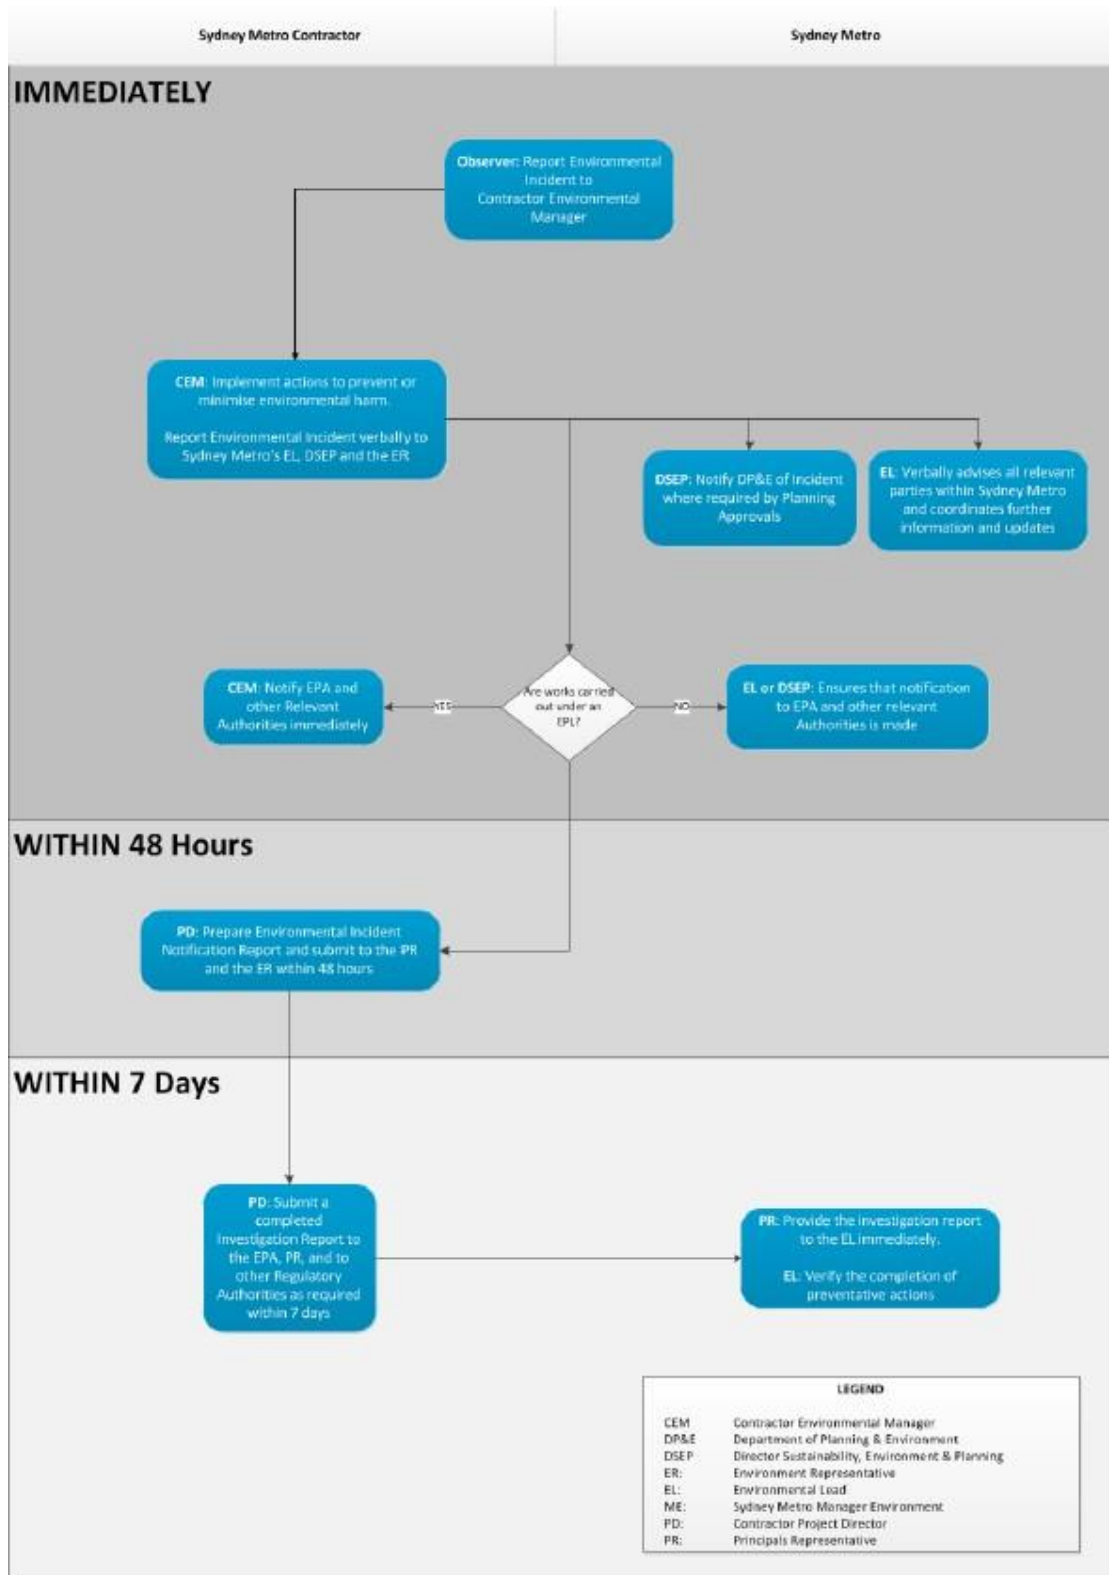 Sydney Metro Contractor
Sydney Metro
IMMEDIATELY
Observer: Report Environmental
Incident to
Contractor Environmental
Manager
CEM: Implement actions to prevent or
minimise environmental harm.
Report Environmental Incident verbally to
Sydney Metro's EL, DSEP and the ER
DSEP: Notify DP&E of Incident
where required by Planning
Approvals
EL: Verbally advises all relevant
parties within Sydney Metro
and coordinates further
information and updates
CEM: Notify EPA and
other Relevant
Authorities immediately
YES
Are works carried
out under an
EPL?
NO
EL or DSEP: Ensures that notification
to EPA and other relevant
Authorities is made
WITHIN 48 Hours
PD: Prepare Environmental Incident
Notification Report and submit to the PR
and the ER within 48 hours
WITHIN 7 Days
PD: Submit a
completed
Investigation Report to
the EPA, PR, and to
other Regulatory
Authorities as required
within 7 days
PR: Provide the investigation report
to the EL immediately.
EL: Verify the completion of
preventative actions
LEGEND
CEM Contractor Environmental Manager
DP&E Department of Planning & Environment
DSEP Director Sustainability, Environment & Planning
ER: Environment Representative
EL: Environmental Lead
ME: Sydney Metro Manager Environment
PD: Contractor Project Director
PR: Principals Representative